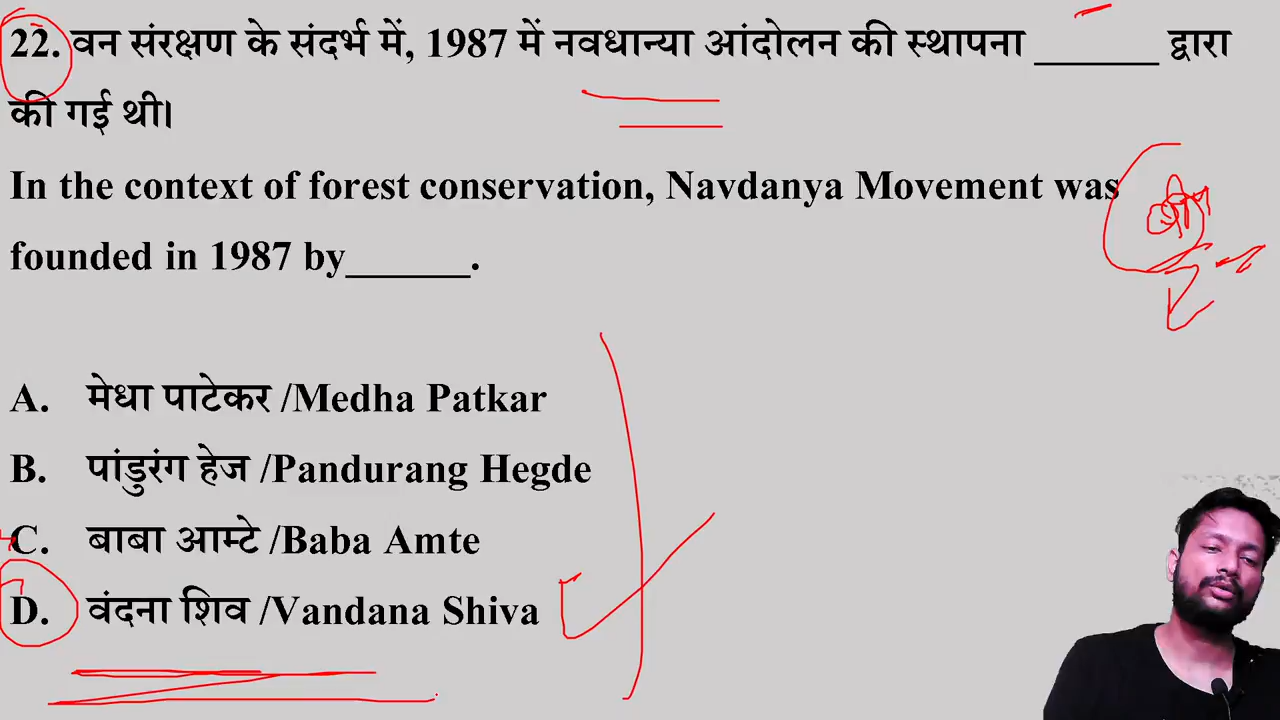 22. वन संरक्षण के संदर्भ में, 1987 में नवधान्या आंदोलन की स्थापना ______ द्वारा
की गई थी।
In the context of forest conservation, Navdanya Movement was
founded in 1987 by______.
A. मेधा पाटेकर /Medha Patkar
B. पांडुरंग हेज /Pandurang Hegde
C. बाबा आम्टे /Baba Amte
D. वंदना शिव /Vandana Shiva